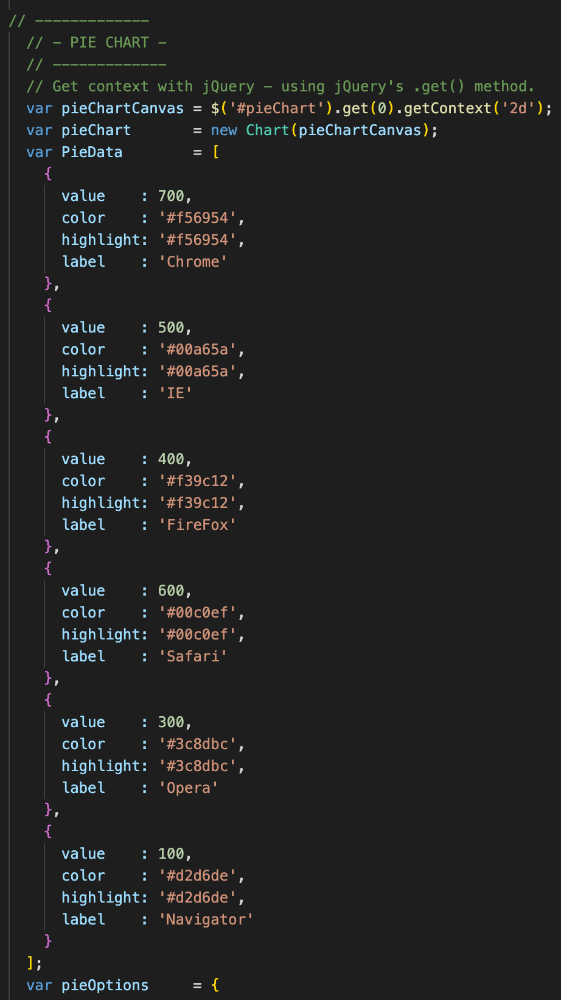 // -------------
// - PIE CHART -
// -------------
// Get context with jQuery - using jQuery's .get() method.
var pieChartCanvas = $('#pieChart').get(0).getContext('2d');
var pieChart       = new Chart(pieChartCanvas);
var PieData        = [
{
value    : 700,
color    : '#f56954',
highlight: '#f56954',
label    : 'Chrome'
},
{
value    : 500,
color    : '#00a65a',
highlight: '#00a65a',
label    : 'IE'
},
{
value    : 400,
color    : '#f39c12',
highlight: '#f39c12',
label    : 'FireFox'
},
{
value    : 600,
color    : '#00c0ef',
highlight: '#00c0ef',
label    : 'Safari'
},
{
value    : 300,
color    : '#3c8dbc',
highlight: '#3c8dbc',
label    : 'Opera'
},
{
value    : 100,
color    : '#d2d6de',
highlight: '#d2d6de',
label    : 'Navigator'
}
];
var pieOptions     = {